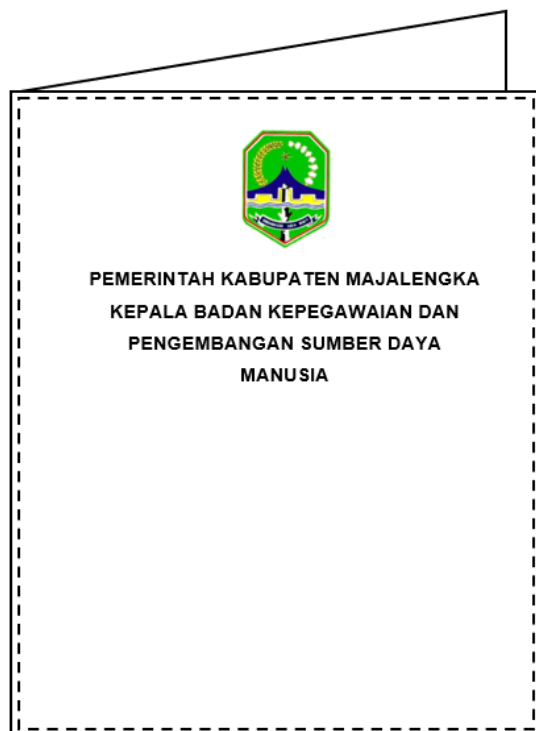 PEMERINTAH KABUPATEN MAJALENGKA
KEPALA BADAN KEPEGAWAIAN DAN
PENGEMBANGAN SUMBER DAYA
MANUSIA